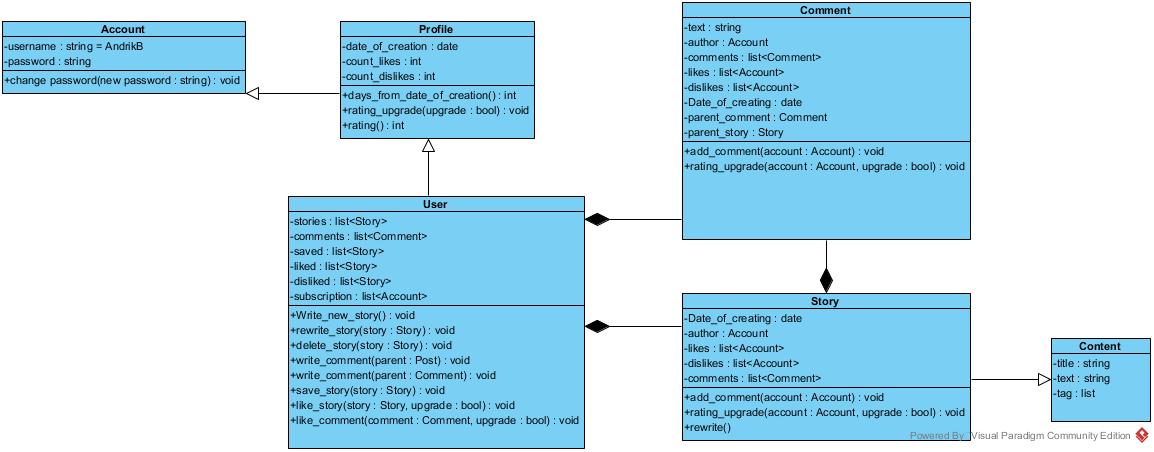 Account
-username : string = AndrikB
-password : string
+change password(new password : string) : void
Profile
-date_of_creation : date
-count_likes : int
-count_dislikes : int
+days_from_date_of_creation() : int
+rating_upgrade(upgrade : bool) : void
+rating() : int
Comment
-text : string
-author : Account
-comments : list<Comment>
-likes : list<Account>
-dislikes : list<Account>
-Date_of_creating : date
-parent_comment : Comment
-parent_story : Story
+add_comment(account : Account) : void
+rating_upgrade(account : Account, upgrade : bool) : void
User
-stories : list<Story>
-comments : list<Comment>
-saved : list<Story>
-liked : list<Story>
-disliked : list<Story>
-subscription : list<Account>
+Write_new_story() : void
+rewrite_story(story : Story) : void
+delete_story(story : Story) : void
+write_comment(parent : Post) : void
+write_comment(parent : Comment) : void
+save_story(story : Story) : void
+like_story(story : Story, upgrade : bool) : void
+like_comment(comment : Comment, upgrade : bool) : void
Story
-Date_of_creating : date
-author : Account
-likes : list<Account>
-dislikes : list<Account>
-comments : list<Comment>
+add_comment(account : Account) : void
+rating_upgrade(account : Account, upgrade : bool) : void
+rewrite()
Content
-title : string
-text : string
-tag : list
Powered By Visual Paradigm Community Edition